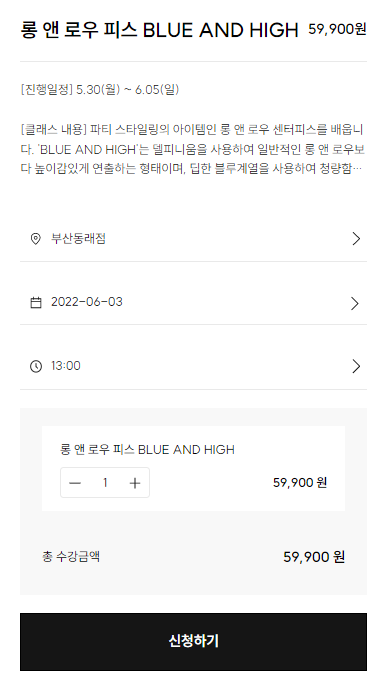 롱 앤 로우 피스 BLUE AND HIGH 59,900원
[진행일정] 5.30(월) ~ 6.05(일)
[클래스 내용] 파티 스타일링의 아이템인 롱 앤 로우 센터피스를 배웁니
다. 'BLUE AND HIGH'는 델피니움을 사용하여 일반적인 롱 앤 로우보
다 높이감있게 연출하는 형태이며, 딥한 블루계열을 사용하여 청량함…
부산동래점
2022-06-03
13:00
롱 앤 로우 피스 BLUE AND HIGH
1 59,900 원
총 수강금액 59,900 원
신청하기